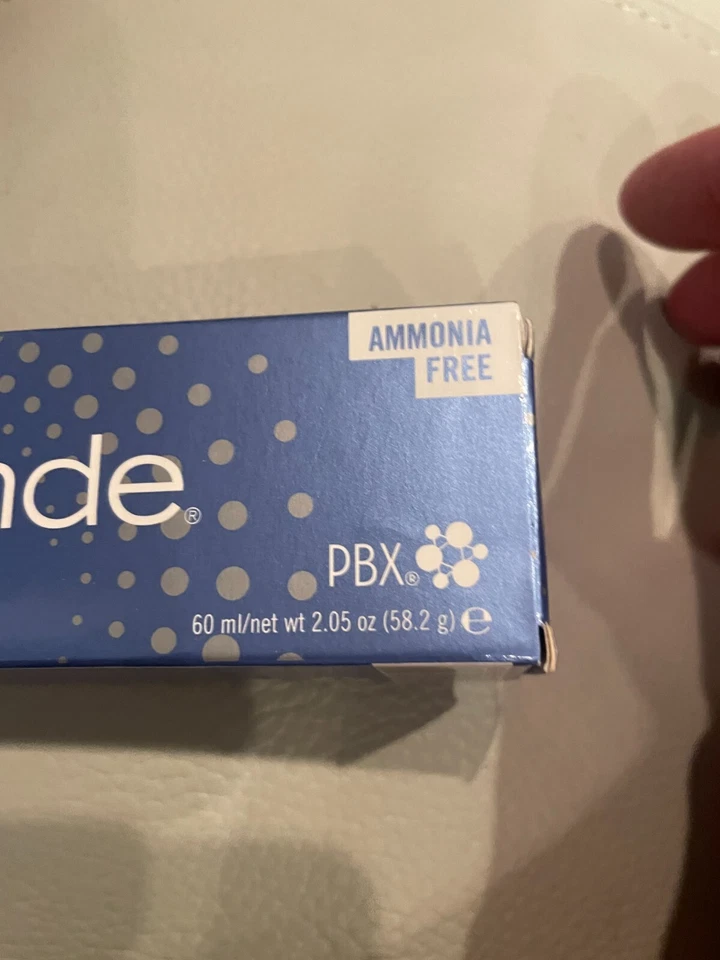 AMMONIA
FREE
nde®
PBX®
60 ml/net wt 2.05 oz (58.2 g) ℮